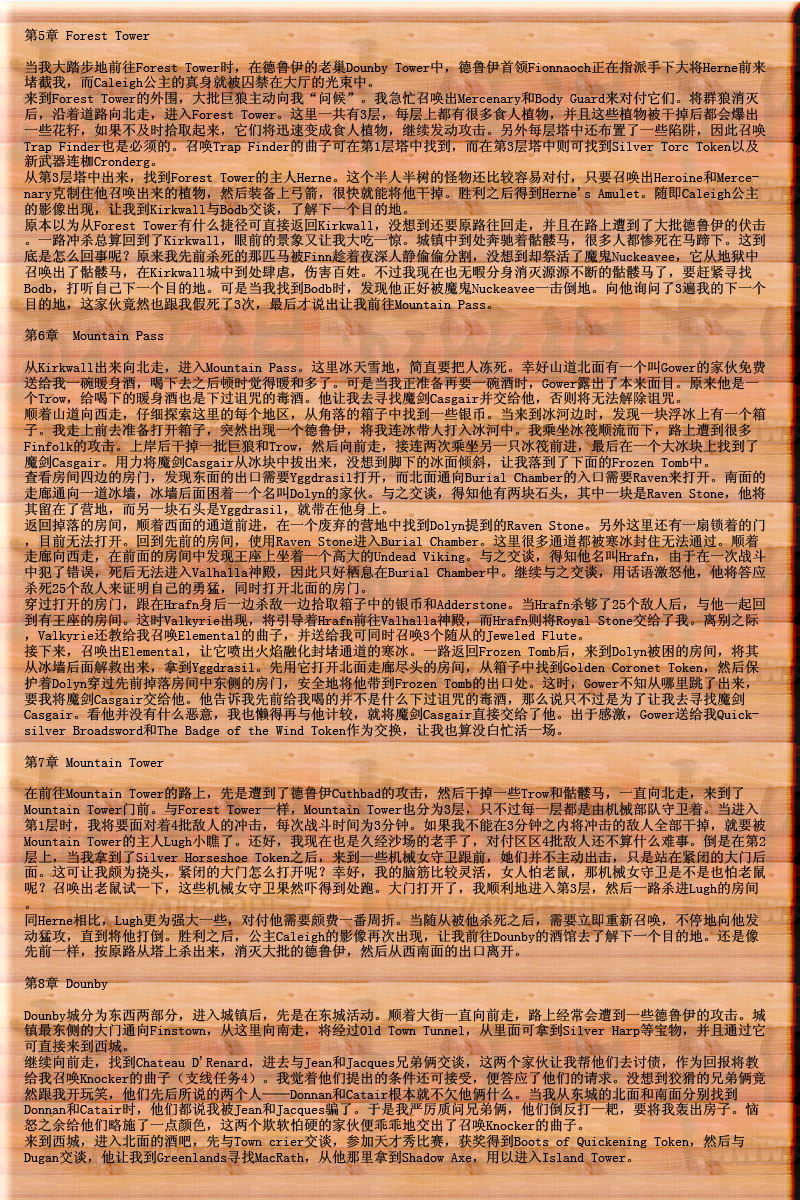 第5章 Forest Tower
当我大踏步地前往Forest Tower时，在德鲁伊的老巢Dounby Tower中，德鲁伊首领Fionnaoch正在指派手下大将Herne前来
堵截我，而Caleigh公主的真身就被囚禁在大厅的光束中。
来到Forest Tower的外围，大批巨狼主动向我“问候”。我急忙召唤出Mercenary和Body Guard来对付它们。将群狼消灭
后，沿着道路向北走，进入Forest Tower。这里一共有3层，每层上都有很多食人植物，并且这些植物被干掉后都会爆出
一些花籽，如果不及时拾取起来，它们将迅速变成食人植物，继续发动攻击。另外每层塔中还布置了一些陷阱，因此召唤
Trap Finder也是必须的。召唤Trap Finder的曲子可在第1层塔中找到，而在第3层塔中则可找到Silver Torc Token以及
新武器连枷Cronderg。
从第3层塔中出来，找到Forest Tower的主人Herne。这个半人半树的怪物还比较容易对付，只要召唤出Heroine和Merce-
nary克制住他召唤出来的植物，然后装备上弓箭，很快就能将他干掉。胜利之后得到Herne's Amulet。随即Caleigh公主
的影像出现，让我到Kirkwall与Bodb交谈，了解下一个目的地。
原本以为从Forest Tower有什么捷径可直接返回Kirkwall，没想到还要原路往回走，并且在路上遭到了大批德鲁伊的伏击
。一路冲杀总算回到了Kirkwall，眼前的景象又让我大吃一惊。城镇中到处奔驰着骷髅马，很多人都惨死在马蹄下。这到
底是怎么回事呢？原来我先前杀死的那匹马被Finn趁着夜深人静偷偷分割，没想到却祭活了魔鬼Nuckeavee，它从地狱中
召唤出了骷髅马，在Kirkwall城中到处肆虐，伤害百姓。不过我现在也无暇分身消灭源源不断的骷髅马了，要赶紧寻找
Bodb，打听自己下一个目的地。可是当我找到Bodb时，发现他正好被魔鬼Nuckeavee一击倒地。向他询问了3遍我的下一个
目的地，这家伙竟然也跟我假死了3次，最后才说出让我前往Mountain Pass。
第6章  Mountain Pass
从Kirkwall出来向北走，进入Mountain Pass。这里冰天雪地，简直要把人冻死。幸好山道北面有一个叫Gower的家伙免费
送给我一碗暖身酒，喝下去之后顿时觉得暖和多了。可是当我正准备再要一碗酒时，Gower露出了本来面目。原来他是一
个Trow，给喝下的暖身酒也是下过诅咒的毒酒。他让我去寻找魔剑Casgair并交给他，否则将无法解除诅咒。
顺着山道向西走，仔细探索这里的每个地区，从角落的箱子中找到一些银币。当来到冰河边时，发现一块浮冰上有一个箱
子。我走上前去准备打开箱子，突然出现一个德鲁伊，将我连冰带人打入冰河中。我乘坐冰筏顺流而下，路上遭到很多
Finfolk的攻击。上岸后干掉一批巨狼和Trow，然后向前走，接连两次乘坐另一只冰筏前进，最后在一个大冰块上找到了
魔剑Casgair。用力将魔剑Casgair从冰块中拔出来，没想到脚下的冰面倾斜，让我落到了下面的Frozen Tomb中。
查看房间四边的房门，发现东面的出口需要Yggdrasil打开，而北面通向Burial Chamber的入口需要Raven来打开。南面的
走廊通向一道冰墙，冰墙后面困着一个名叫Dolyn的家伙。与之交谈，得知他有两块石头，其中一块是Raven Stone，他将
其留在了营地，而另一块石头是Yggdrasil，就带在他身上。
返回掉落的房间，顺着西面的通道前进，在一个废弃的营地中找到Dolyn提到的Raven Stone。另外这里还有一扇锁着的门
，目前无法打开。回到先前的房间，使用Raven Stone进入Burial Chamber。这里很多通道都被寒冰封住无法通过。顺着
走廊向西走，在前面的房间中发现王座上坐着一个高大的Undead Viking。与之交谈，得知他名叫Hrafn，由于在一次战斗
中犯了错误，死后无法进入Valhalla神殿，因此只好栖息在Burial Chamber中。继续与之交谈，用话语激怒他，他将答应
杀死25个敌人来证明自己的勇猛，同时打开北面的房门。
穿过打开的房门，跟在Hrafn身后一边杀敌一边拾取箱子中的银币和Adderstone。当Hrafn杀够了25个敌人后，与他一起回
到有王座的房间。这时Valkyrie出现，将引导着Hrafn前往Valhalla神殿，而Hrafn则将Royal Stone交给了我。离别之际
，Valkyrie还教给我召唤Elemental的曲子，并送给我可同时召唤3个随从的Jeweled Flute。
接下来，召唤出Elemental，让它喷出火焰融化封堵通道的寒冰。一路返回Frozen Tomb后，来到Dolyn被困的房间，将其
从冰墙后面解救出来，拿到Yggdrasil。先用它打开北面走廊尽头的房间，从箱子中找到Golden Coronet Token，然后保
护着Dolyn穿过先前掉落房间中东侧的房门，安全地将他带到Frozen Tomb的出口处。这时，Gower不知从哪里跳了出来，
要我将魔剑Casgair交给他。他告诉我先前给我喝的并不是什么下过诅咒的毒酒，那么说只不过是为了让我去寻找魔剑
Casgair。看他并没有什么恶意，我也懒得再与他计较，就将魔剑Casgair直接交给了他。出于感激，Gower送给我Quick-
silver Broadsword和The Badge of the Wind Token作为交换，让我也算没白忙活一场。
第7章 Mountain Tower
在前往Mountain Tower的路上，先是遭到了德鲁伊Cuthbad的攻击，然后干掉一些Trow和骷髅马，一直向北走，来到了
Mountain Tower门前。与Forest Tower一样，Mountain Tower也分为3层，只不过每一层都是由机械部队守卫着。当进入
第1层时，我将要面对着4批敌人的冲击，每次战斗时间为3分钟。如果我不能在3分钟之内将冲击的敌人全部干掉，就要被
Mountain Tower的主人Lugh小瞧了。还好，我现在也是久经沙场的老手了，对付区区4批敌人还不算什么难事。倒是在第2
层上，当我拿到了Silver Horseshoe Token之后，来到一些机械女守卫跟前，她们并不主动出击，只是站在紧闭的大门后
面。这可让我颇为挠头，紧闭的大门怎么打开呢？幸好，我的脑筋比较灵活，女人怕老鼠，那机械女守卫是不是也怕老鼠
呢？召唤出老鼠试一下，这些机械女守卫果然吓得到处跑。大门打开了，我顺利地进入第3层，然后一路杀进Lugh的房间
。
同Herne相比，Lugh更为强大一些，对付他需要颇费一番周折。当随从被他杀死之后，需要立即重新召唤，不停地向他发
动猛攻，直到将他打倒。胜利之后，公主Caleigh的影像再次出现，让我前往Dounby的酒馆去了解下一个目的地。还是像
先前一样，按原路从塔上杀出来，消灭大批的德鲁伊，然后从西南面的出口离开。
第8章 Dounby
Dounby城分为东西两部分，进入城镇后，先是在东城活动。顺着大街一直向前走，路上经常会遭到一些德鲁伊的攻击。城
镇最东侧的大门通向Finstown，从这里向南走，将经过Old Town Tunnel，从里面可拿到Silver Harp等宝物，并且通过它
可直接来到西城。
继续向前走，找到Chateau D'Renard，进去与Jean和Jacques兄弟俩交谈，这两个家伙让我帮他们去讨债，作为回报将教
给我召唤Knocker的曲子（支线任务4）。我觉着他们提出的条件还可接受，便答应了他们的请求。没想到狡猾的兄弟俩竟
然跟我开玩笑，他们先后所说的两个人——Donnan和Catair根本就不欠他俩什么。当我从东城的北面和南面分别找到
Donnan和Catair时，他们都说我被Jean和Jacques骗了。于是我严厉质问兄弟俩，他们倒反打一耙，要将我轰出房子。恼
怒之余给他们略施了一点颜色，这两个欺软怕硬的家伙便乖乖地交出了召唤Knocker的曲子。
来到西城，进入北面的酒吧，先与Town crier交谈，参加天才秀比赛，获奖得到Boots of Quickening Token，然后与
Dugan交谈，他让我到Greenlands寻找MacRath，从他那里拿到Shadow Axe，用以进入Island Tower。